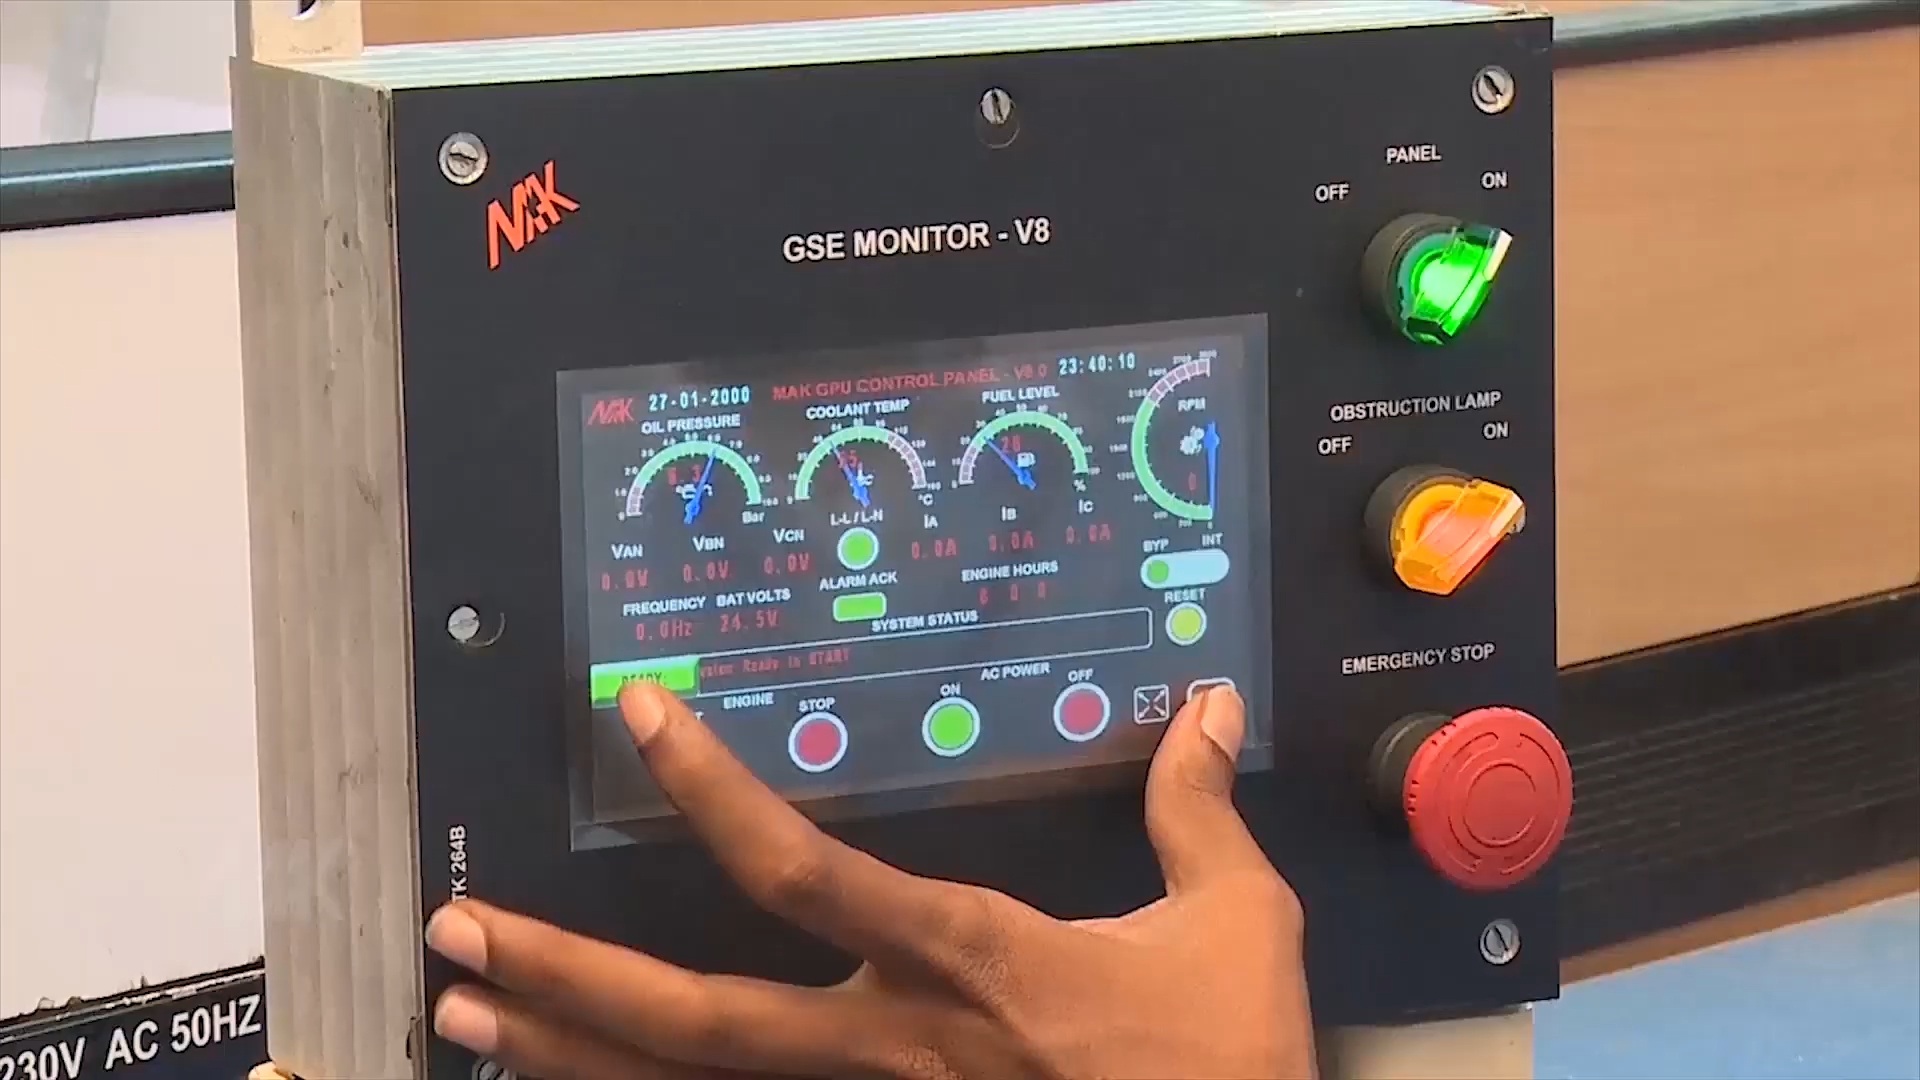 MAK
GSE MONITOR - V8
PANEL
OFF
ON
OBSTRUCTION LAMP
OFF
ON
EMERGENCY STOP
MAK
27-01-2000
MAK GPU CONTROL PANEL - V8.0
23:40:10
OIL PRESSURE
COOLANT TEMP
FUEL LEVEL
RPM
Bar
°C
%
28
0
VAN
VBN
VCN
L-L / L-N
IA
IB
IC
0.0V
0.0V
0.0V
0.0A
0.0A
0.0A
BYP
INT
ALARM ACK
ENGINE HOURS
FREQUENCY
BAT VOLTS
0.0Hz
24.5V
RESET
SYSTEM STATUS
Ready to START
READY
ENGINE
STOP
AC POWER
ON
OFF
TK 264B
230V AC 50HZ